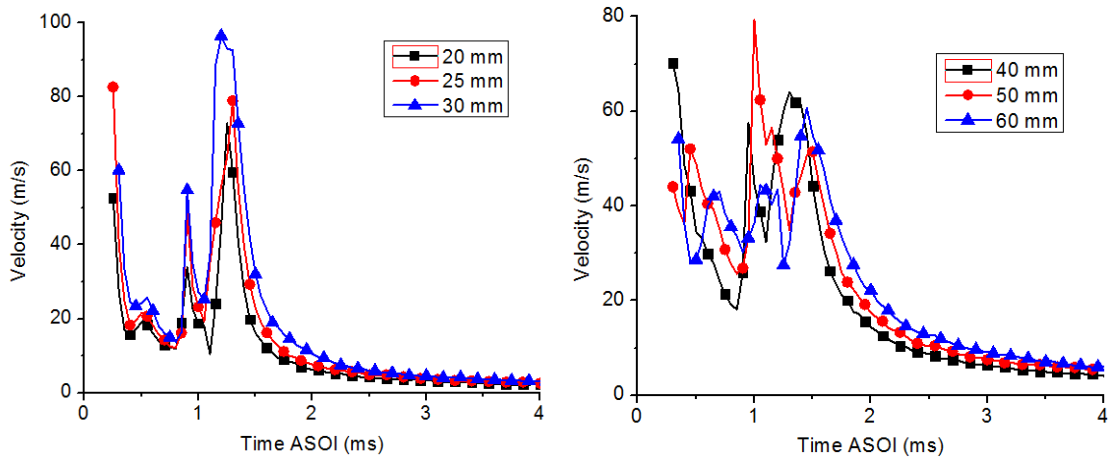 100
80
60
40
20
0
Velocity (m/s)
20 mm
25 mm
30 mm
0 1 2 3 4
Time ASOI (ms)
80
60
40
20
0
Velocity (m/s)
40 mm
50 mm
60 mm
0 1 2 3 4
Time ASOI (ms)